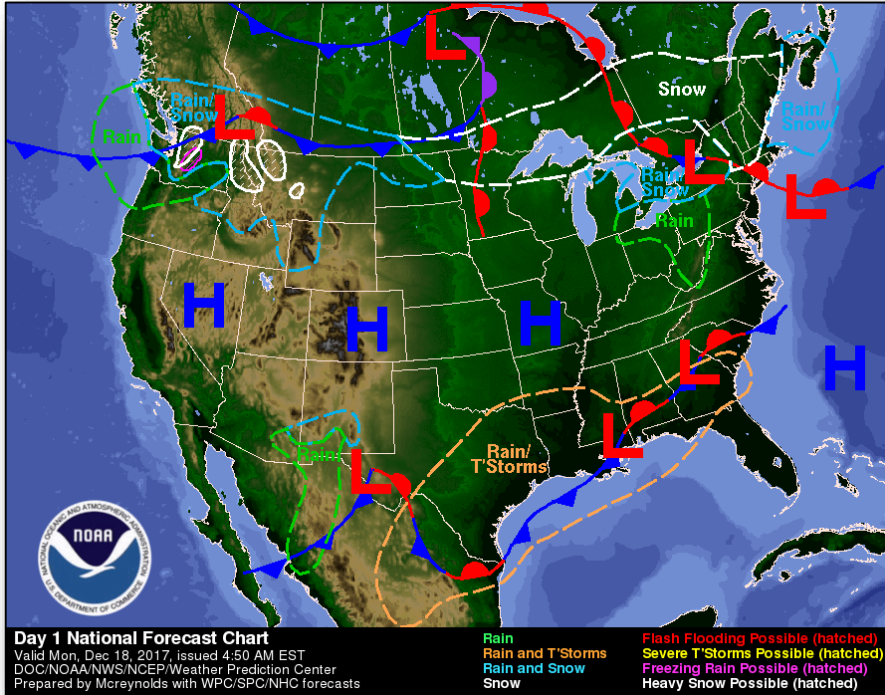 L
Snow
Rain/
Snow
Rain/
Snow
L
Rain
L
Rain/
Snow
L
Rain
H
H
H
L
H
L
Rain/
T'Storms
Rain
L
NATIONAL OCEANIC AND ATMOSPHERIC ADMINISTRATION
NOAA
U.S. DEPARTMENT OF COMMERCE
Day 1 National Forecast Chart
Valid Mon, Dec 18, 2017, issued 4:50 AM EST
DOC/NOAA/NWS/NCEP/Weather Prediction Center
Prepared by Mcreynolds with WPC/SPC/NHC forecasts
Rain
Rain and T'Storms
Rain and Snow
Snow
Flash Flooding Possible (hatched)
Severe T'Storms Possible (hatched)
Freezing Rain Possible (hatched)
Heavy Snow Possible (hatched)